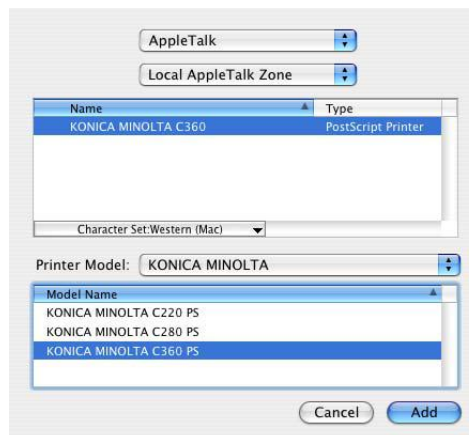 AppleTalk
Local AppleTalk Zone
Name Type
KONICA MINOLTA C360 PostScript Printer
Character Set:Western (Mac)
Printer Model: KONICA MINOLTA
Model Name
KONICA MINOLTA C220 PS
KONICA MINOLTA C280 PS
KONICA MINOLTA C360 PS
Cancel Add